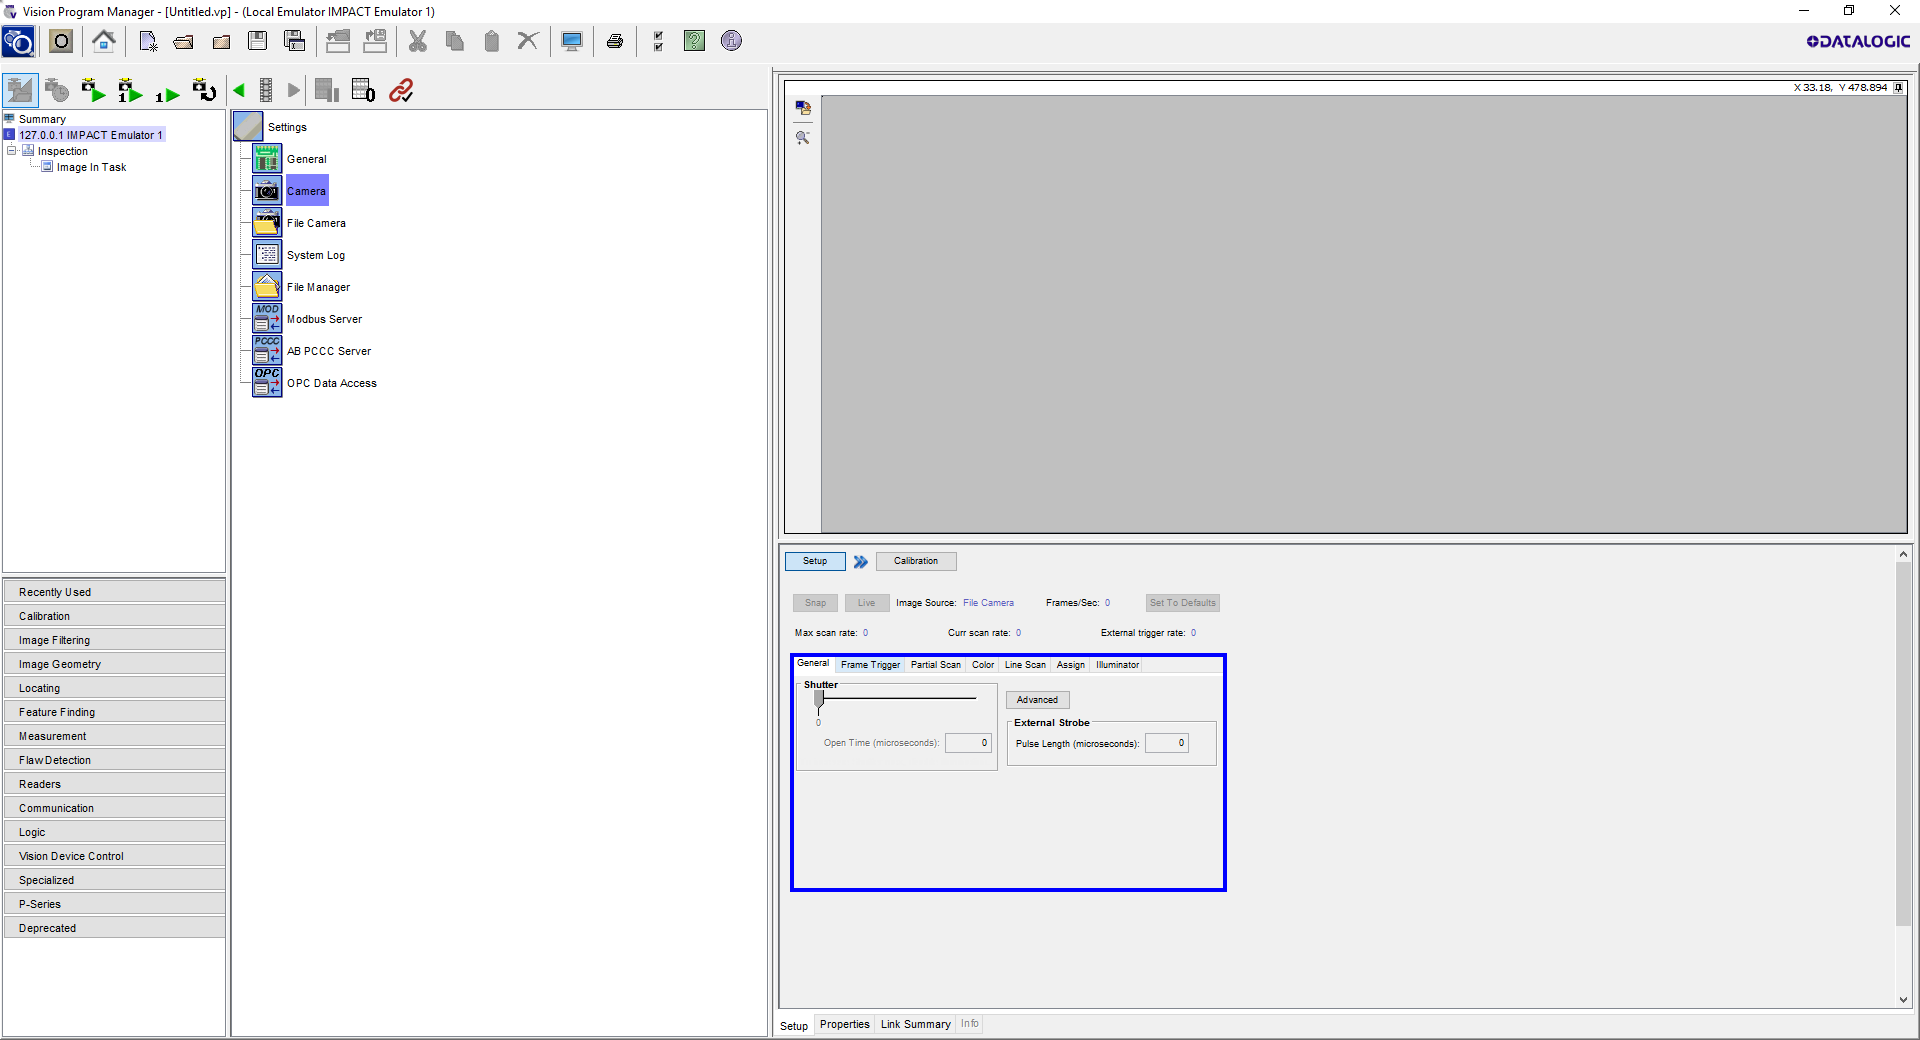 Vision Program Manager - [Untitled.vp] - (Local Emulator IMPACT Emulator 1)
DATALOGIC
X 33.18, Y 478.894
Summary
127.0.0.1 IMPACT Emulator 1
Inspection
Image In Task
Settings
General
Camera
File Camera
System Log
File Manager
MOD
Modbus Server
PCCC
AB PCCC Server
OPC
OPC Data Access
Recently Used
Calibration
Image Filtering
Image Geometry
Locating
Feature Finding
Measurement
Flaw Detection
Readers
Communication
Logic
Vision Device Control
Specialized
P-Series
Deprecated
Setup
Calibration
Snap Live Image Source: File Camera Frames/Sec: 0 Set To Defaults
Max scan rate: 0 Curr scan rate: 0 External trigger rate: 0
General Frame Trigger Partial Scan Color Line Scan Assign Illuminator
Shutter
0
Open Time (microseconds): 0
Advanced
External Strobe
Pulse Length (microseconds): 0
Setup Properties Link Summary Info